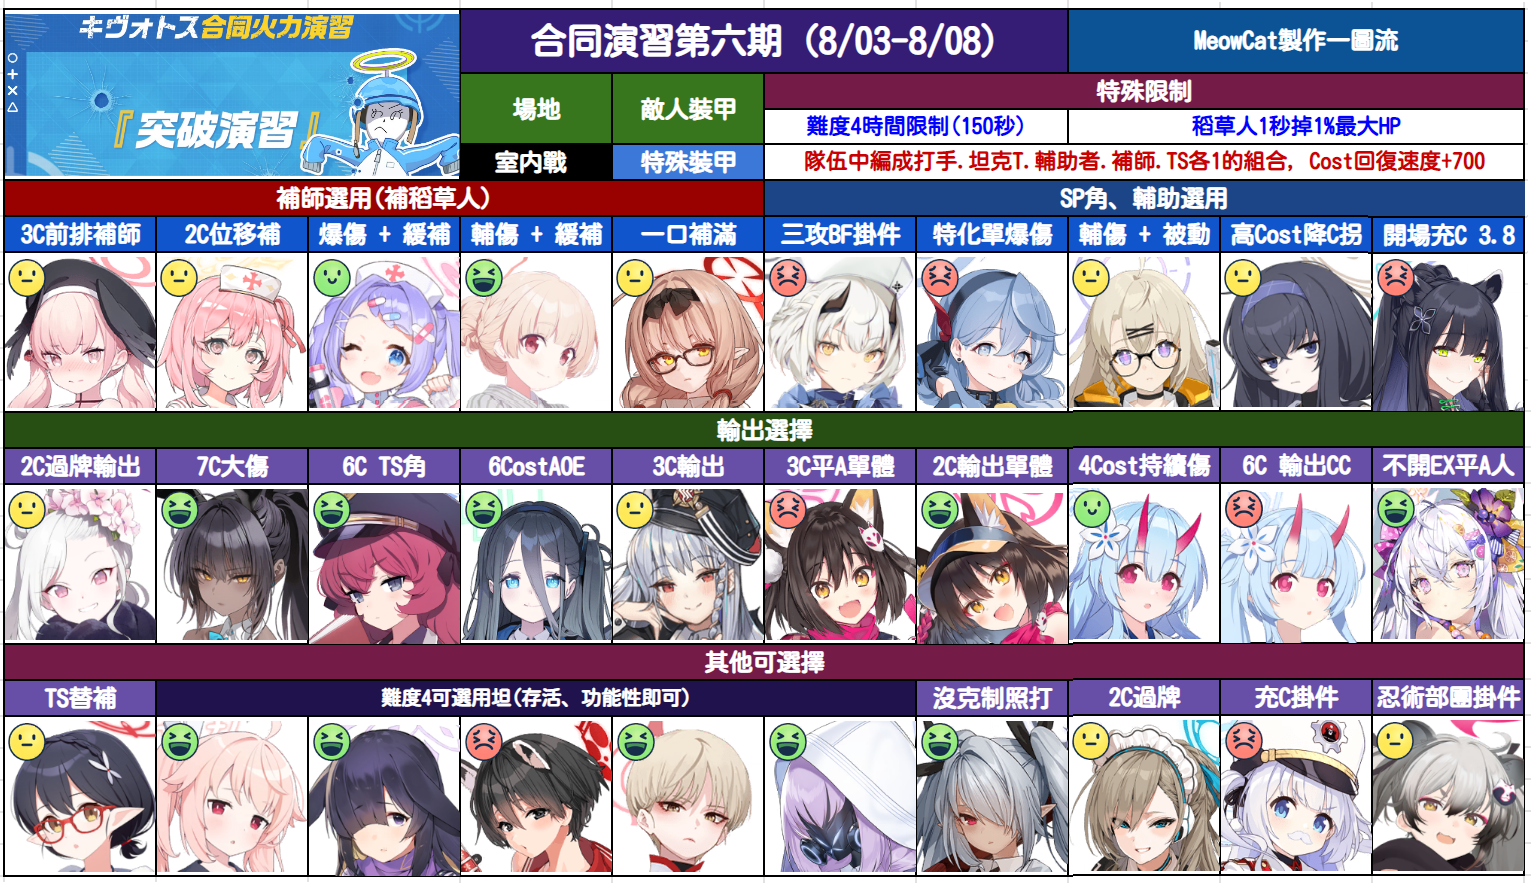 キヴォトス合同火力演習
『突破演習』
合同演習第六期 (8/03-8/08)
MeowCat製作一圖流
場地
敵人裝甲
特殊限制
難度4時間限制(150秒)
稻草人1秒掉1%最大HP
室內戰
特殊裝甲
隊伍中編成打手.坦克T.輔助者.補師.TS各1的組合, Cost回復速度+700
補師選用(補稻草人)
SP角、輔助選用
3C前排補師
2C位移補
爆傷 + 緩補
輔傷 + 緩補
一口補滿
三攻BF掛件
特化單爆傷
輔傷 + 被動
高Cost降C拐
開場充C 3.8
輸出選擇
2C過牌輸出
7C大傷
6C TS角
6CostAOE
3C輸出
3C平A單體
2C輸出單體
4Cost持續傷
6C 輸出CC
不開EX平A人
其他可選擇
TS替補
難度4可選用坦(存活、功能性即可)
沒克制照打
2C過牌
充C掛件
忍術部團掛件